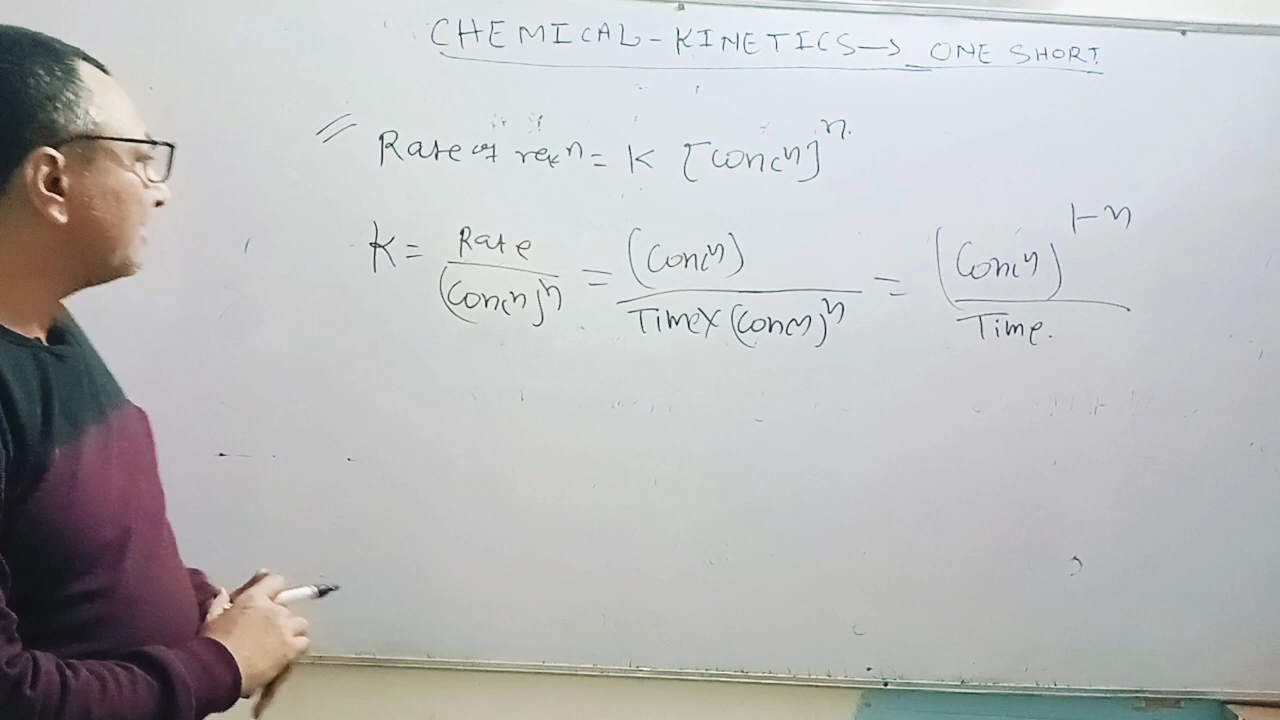 CHEMICAL-KINETICS→ ONE SHORT
Rate of rexⁿ = K [Concⁿ]ⁿ
K = Rate/(Concⁿ)ⁿ = (Concⁿ)/Time×(Concⁿ)ⁿ = (Concⁿ)¹⁻ⁿ/Time.